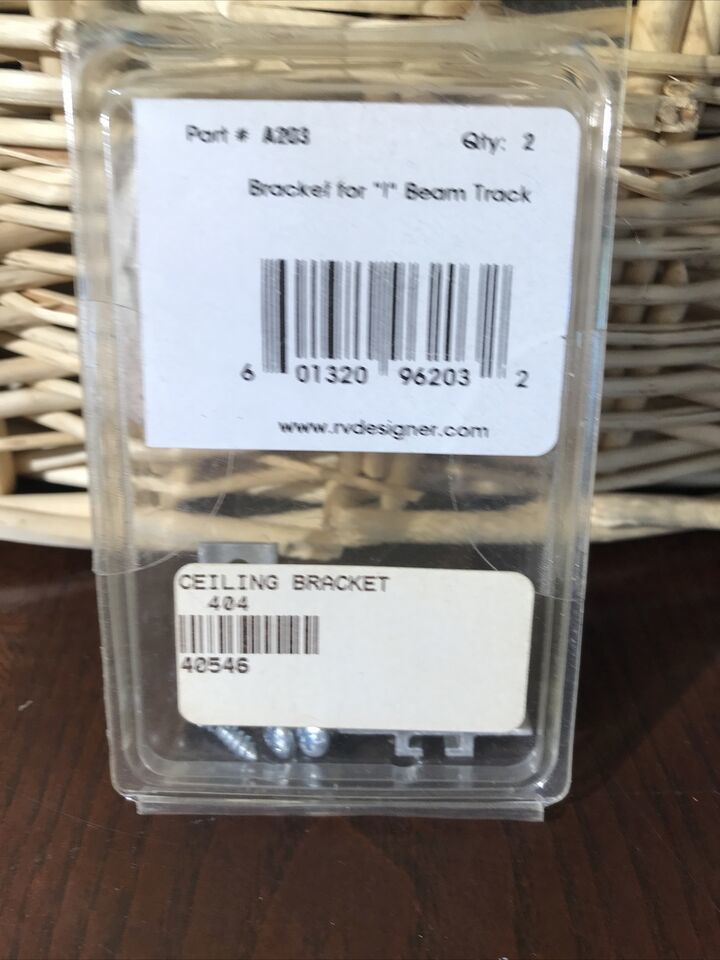 Part # A203 Qty: 2
Bracket for "I" Beam Track
6 01320 96203 2
www.rvdesigner.com
CEILING BRACKET
404
40546